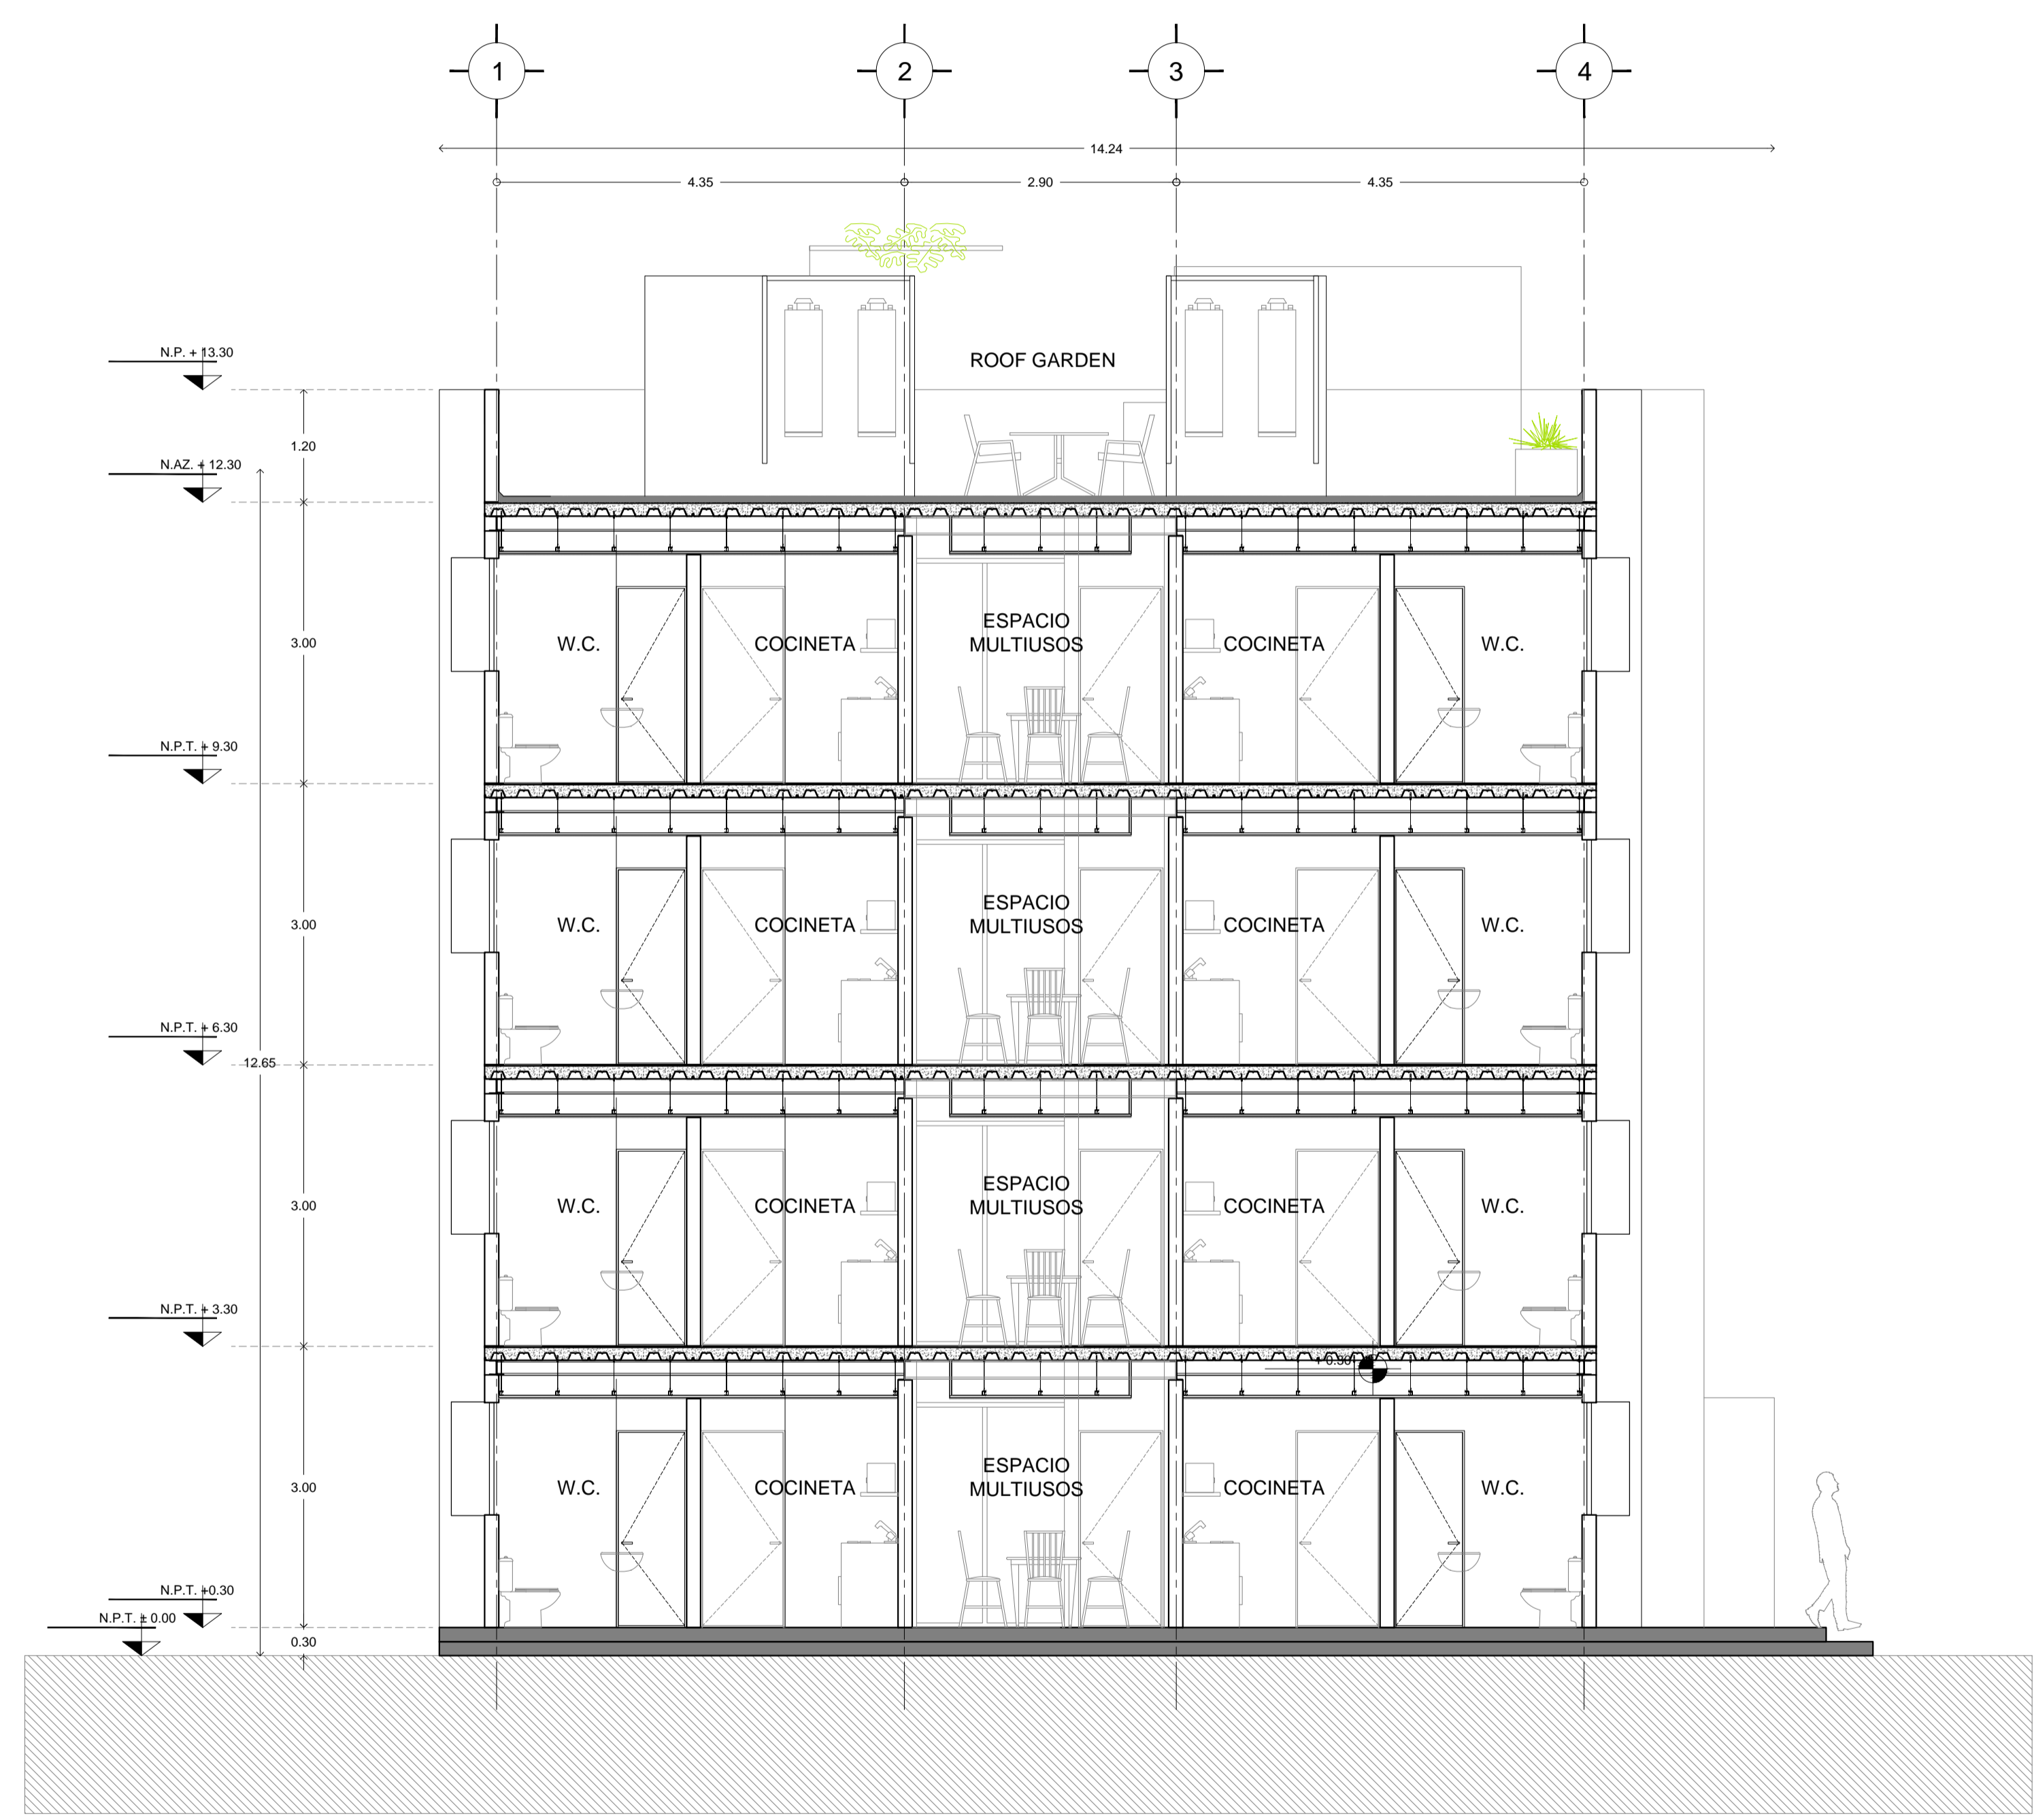 1 2 3 4
14.24
4.35 2.90 4.35
N.P. + 13.30
ROOF GARDEN
1.20
N.AZ. + 12.30
ESPACIO
W.C. COCINETA MULTIUSOS COCINETA W.C.
3.00
N.P.T. + 9.30
ESPACIO
W.C. COCINETA MULTIUSOS COCINETA W.C.
3.00
N.P.T. + 6.30
12.65
ESPACIO
W.C. COCINETA MULTIUSOS COCINETA W.C.
3.00
N.P.T. + 3.30
+ 0.30
ESPACIO
W.C. COCINETA MULTIUSOS COCINETA W.C.
3.00
N.P.T. +0.30
N.P.T. ± 0.00
0.30